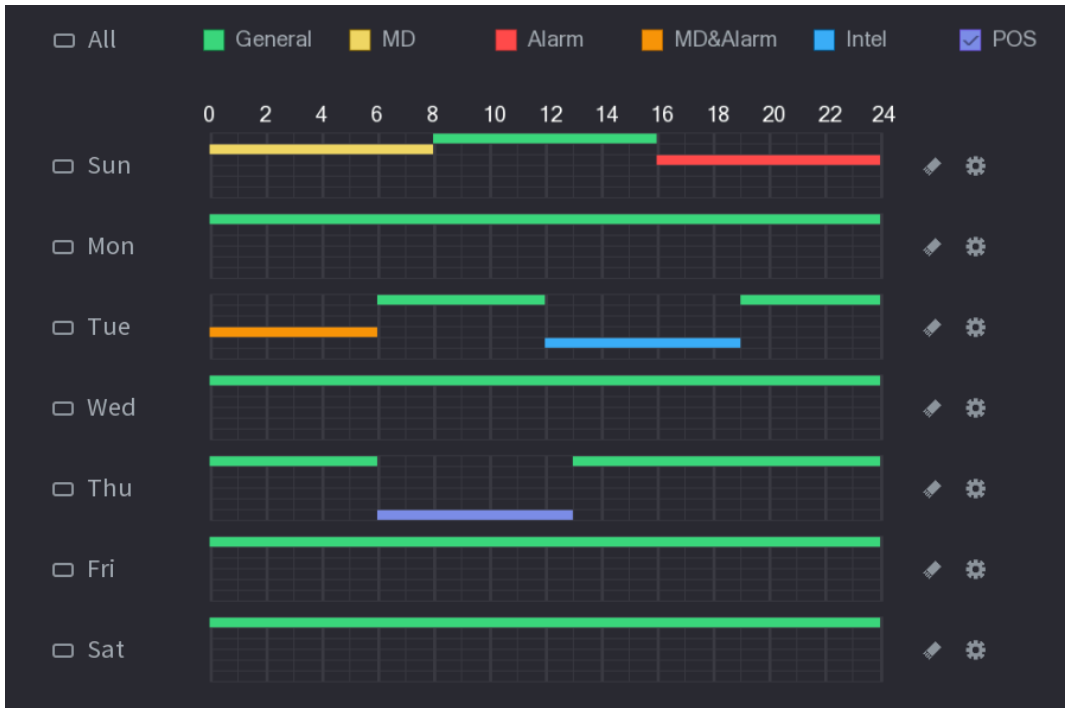 All General MD Alarm MD&Alarm Intel POS
0 2 4 6 8 10 12 14 16 18 20 22 24
Sun
Mon
Tue
Wed
Thu
Fri
Sat